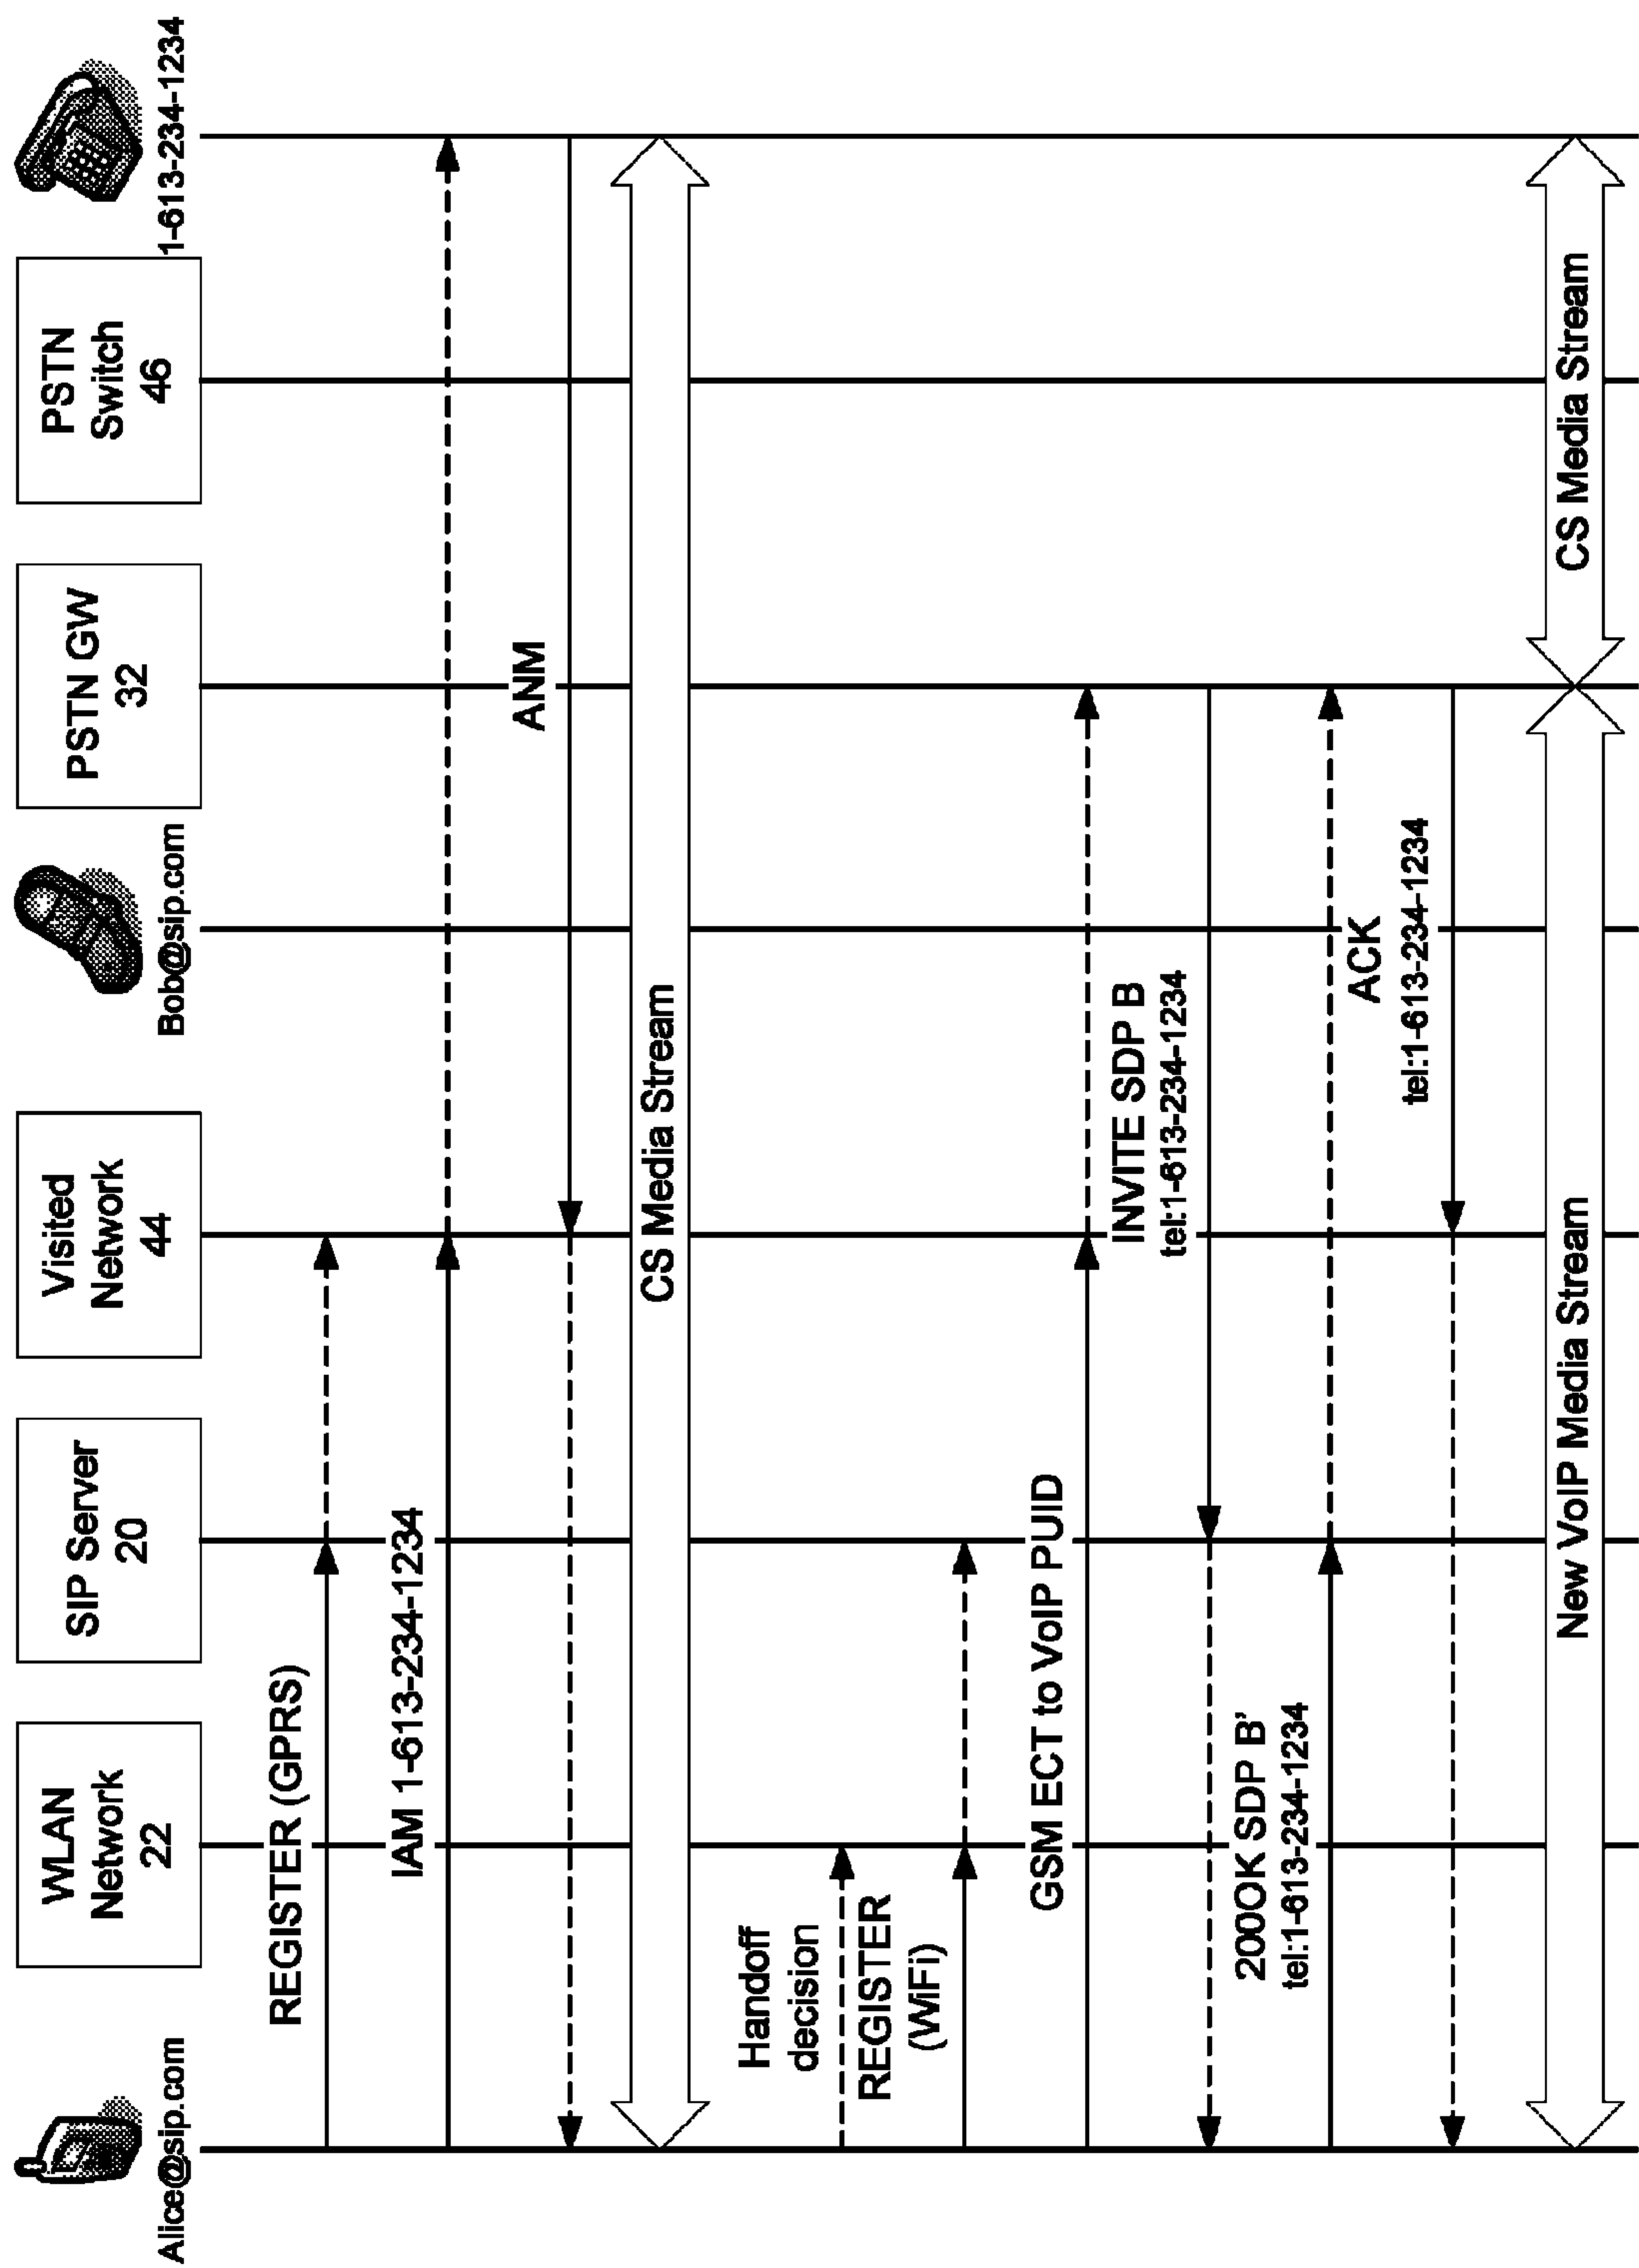 Alice@sip.com
WLAN
Network
22
SIP Server
20
Visited
Network
44
Bob@sip.com
PSTN GW
32
PSTN
Switch
46
1-613-234-1234
REGISTER (GPRS)
IAM 1-613-234-1234
ANM
CS Media Stream
Handoff
decision
REGISTER
(WiFi)
GSM ECT to VoIP PUID
INVITE SDP B
tel:1-613-234-1234
200OK SDP B'
tel:1-613-234-1234
ACK
tel:1-613-234-1234
New VoIP Media Stream
CS Media Stream